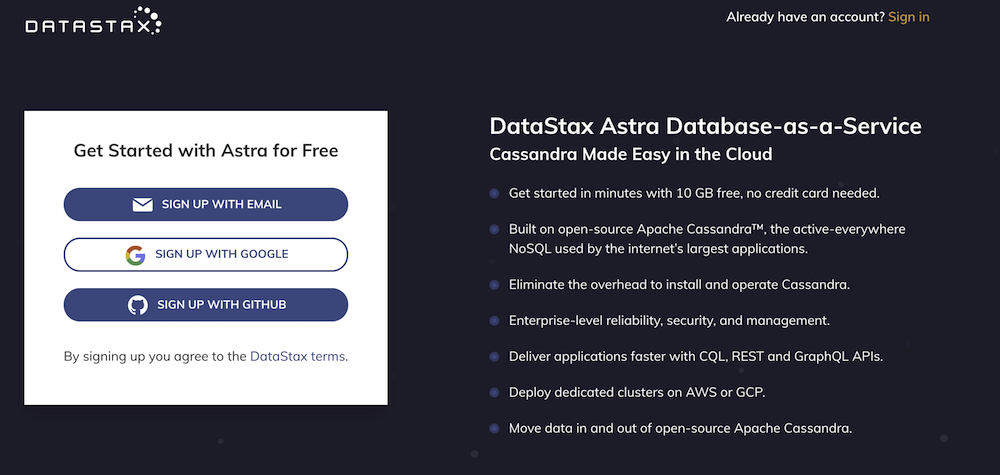 DATASTAX
Already have an account? Sign in
Get Started with Astra for Free
SIGN UP WITH EMAIL
SIGN UP WITH GOOGLE
SIGN UP WITH GITHUB
By signing up you agree to the DataStax terms.
DataStax Astra Database-as-a-Service
Cassandra Made Easy in the Cloud
Get started in minutes with 10 GB free, no credit card needed.
Built on open-source Apache Cassandra™, the active-everywhere
NoSQL used by the internet's largest applications.
Eliminate the overhead to install and operate Cassandra.
Enterprise-level reliability, security, and management.
Deliver applications faster with CQL, REST and GraphQL APIs.
Deploy dedicated clusters on AWS or GCP.
Move data in and out of open-source Apache Cassandra.